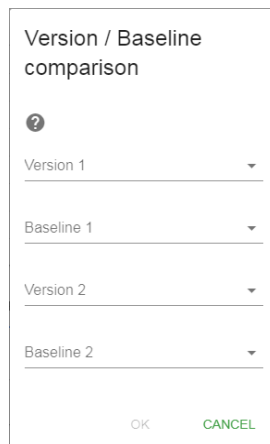 Version / Baseline
comparison
?
Version 1
Baseline 1
Version 2
Baseline 2
OK CANCEL